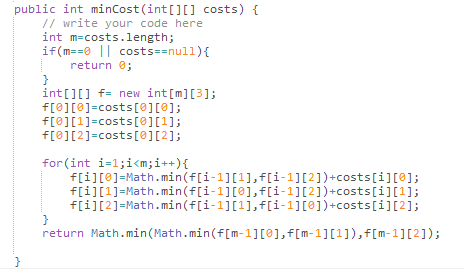 public int minCost(int[][] costs) {
// write your code here
int m=costs.length;
if(m==0 || costs==null){
return 0;
}
int[][] f= new int[m][3];
f[0][0]=costs[0][0];
f[0][1]=costs[0][1];
f[0][2]=costs[0][2];
for(int i=1;i<m;i++){
f[i][0]=Math.min(f[i-1][1],f[i-1][2])+costs[i][0];
f[i][1]=Math.min(f[i-1][0],f[i-1][2])+costs[i][1];
f[i][2]=Math.min(f[i-1][1],f[i-1][0])+costs[i][2];
}
return Math.min(Math.min(f[m-1][0],f[m-1][1]),f[m-1][2]);
}